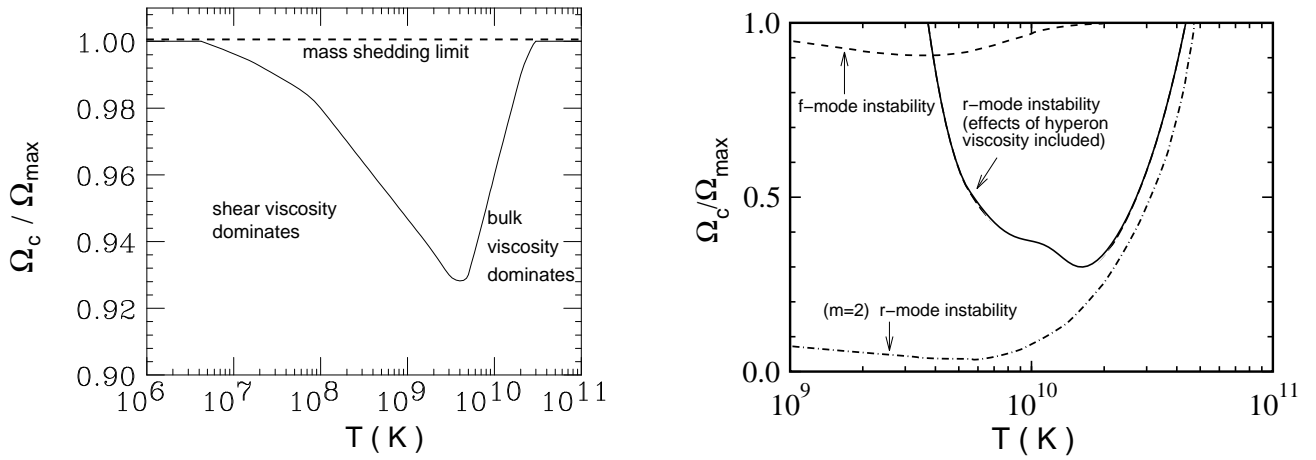 Ω_c / Ω_max
1.00
0.98
0.96
0.94
0.92
0.90
mass shedding limit
shear viscosity
dominates
bulk
viscosity
dominates
10^6
10^7
10^8
10^9
10^10
10^11
T ( K )
Ω_c/Ω_max
1.0
0.5
0.0
f−mode instability
r−mode instability
(effects of hyperon
viscosity included)
(m=2) r−mode instability
10^9
10^10
10^11
T ( K )